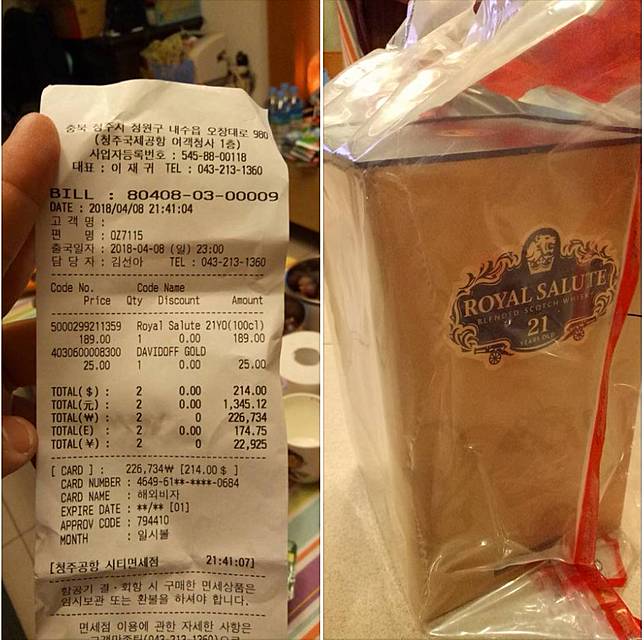 충북 청주시 청원구 내수읍 오창대로 980
(청주국제공항 여객청사 1층)
사업자등록번호 : 545-88-00118
대표 : 이 재 귀 TEL : 043-213-1360
BILL : 80408-03-00009
DATE : 2018/04/08 21:41:04
고 객 명 :
편 명 : OZ7115
출국일자 : 2018-04-08 (일) 23:00
담 당 자 : 김선아 TEL : 043-213-1360
Code No. Code Name
Price Qty Discount Amount
5000299211359 Royal Salute 21YO(100cl)
189.00 1 0.00 189.00
4030600008300 DAVIDOFF GOLD
25.00 1 0.00 25.00
TOTAL($) : 2 0.00 214.00
TOTAL(元) : 2 0.00 1,345.12
TOTAL(₩) : 2 0 226,734
TOTAL(E) : 2 0.00 174.75
TOTAL(¥) : 2 0 22,925
[ CARD ] : 226,734₩ [214.00 $ ]
CARD NUMBER : 4649-61**-****-0684
CARD NAME : 해외비자
EXPIRE DATE : **/** [01]
APPROV CODE : 794410
MONTH : 일시불
[청주공항 시티면세점 21:41:07]
항공기 결·회항 시 구매한 면세상품은
임시보관 또는 환불을 하셔야 합니다.
면세점 이용에 관한 자세한 사항은
고객만족팀(043-213-1360)으로
ROYAL SALUTE
BLENDED SCOTCH WHISKY
21
YEARS OLD